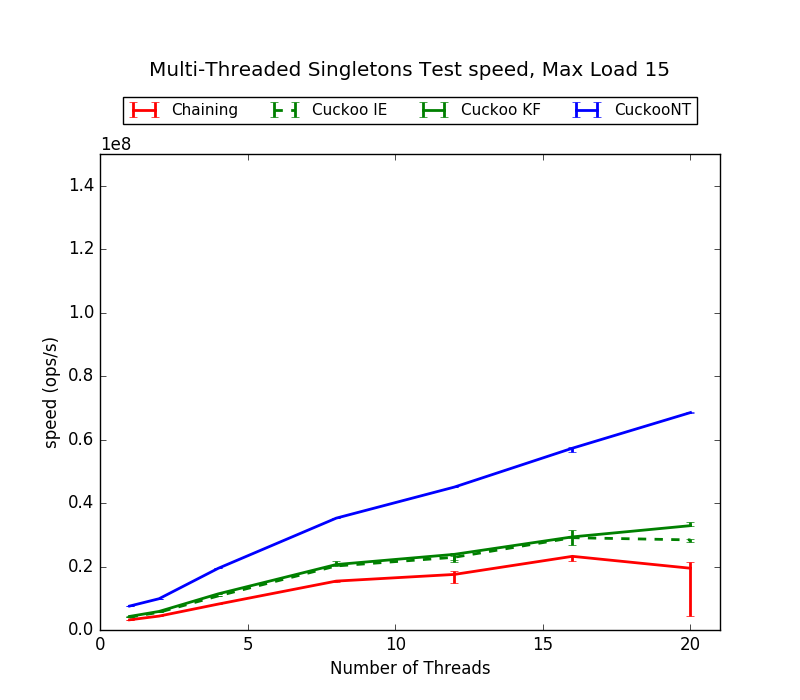 Multi-Threaded Singletons Test speed, Max Load 15
Chaining Cuckoo IE Cuckoo KF CuckooNT
1e8
1.4
1.2
1.0
0.8
0.6
0.4
0.2
0.0
speed (ops/s)
0 5 10 15 20
Number of Threads